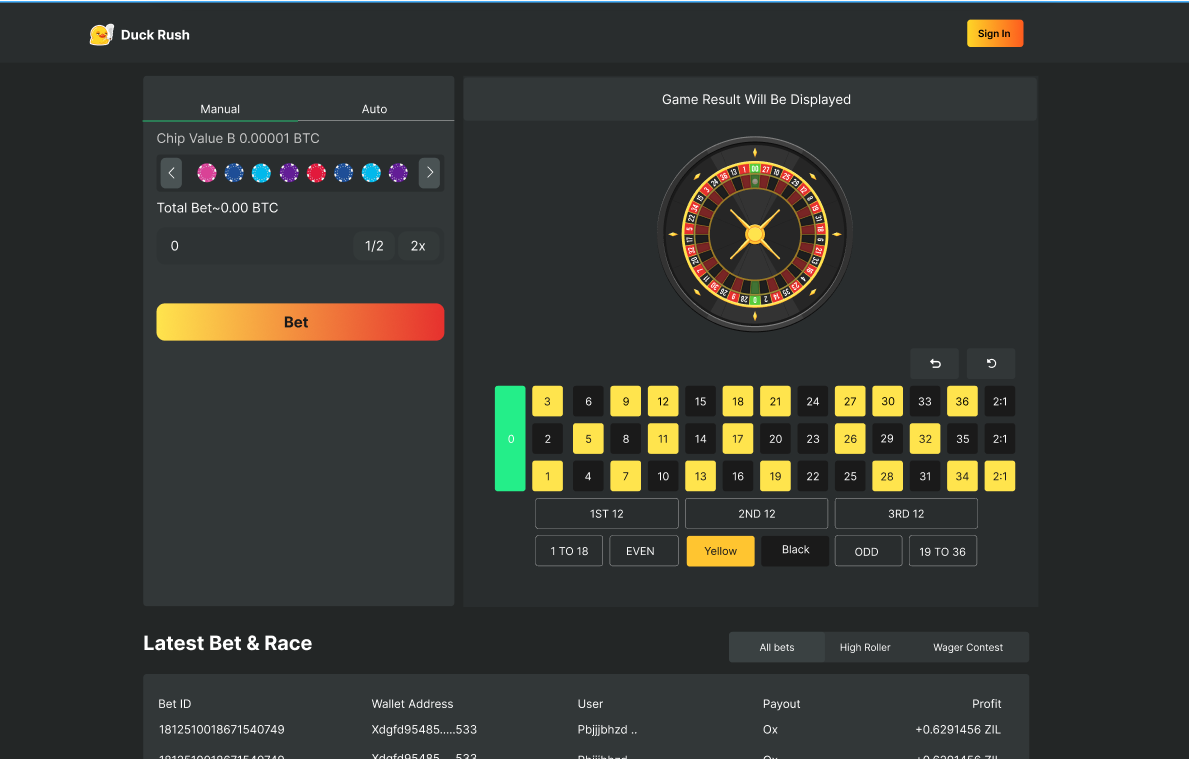 Duck Rush
Sign In
Manual Auto
Chip Value B 0.00001 BTC
Total Bet~0.00 BTC
0 1/2 2x
Bet
Game Result Will Be Displayed
3 6 9 12 15 18 21 24 27 30 33 36 2:1
0 2 5 8 11 14 17 20 23 26 29 32 35 2:1
1 4 7 10 13 16 19 22 25 28 31 34 2:1
1ST 12 2ND 12 3RD 12
1 TO 18 EVEN Yellow Black ODD 19 TO 36
Latest Bet & Race
All bets High Roller Wager Contest
Bet ID Wallet Address User Payout Profit
1812510018671540749 Xdgfd95485.....533 Pbjjjbhzd .. Ox +0.6291456 ZIL